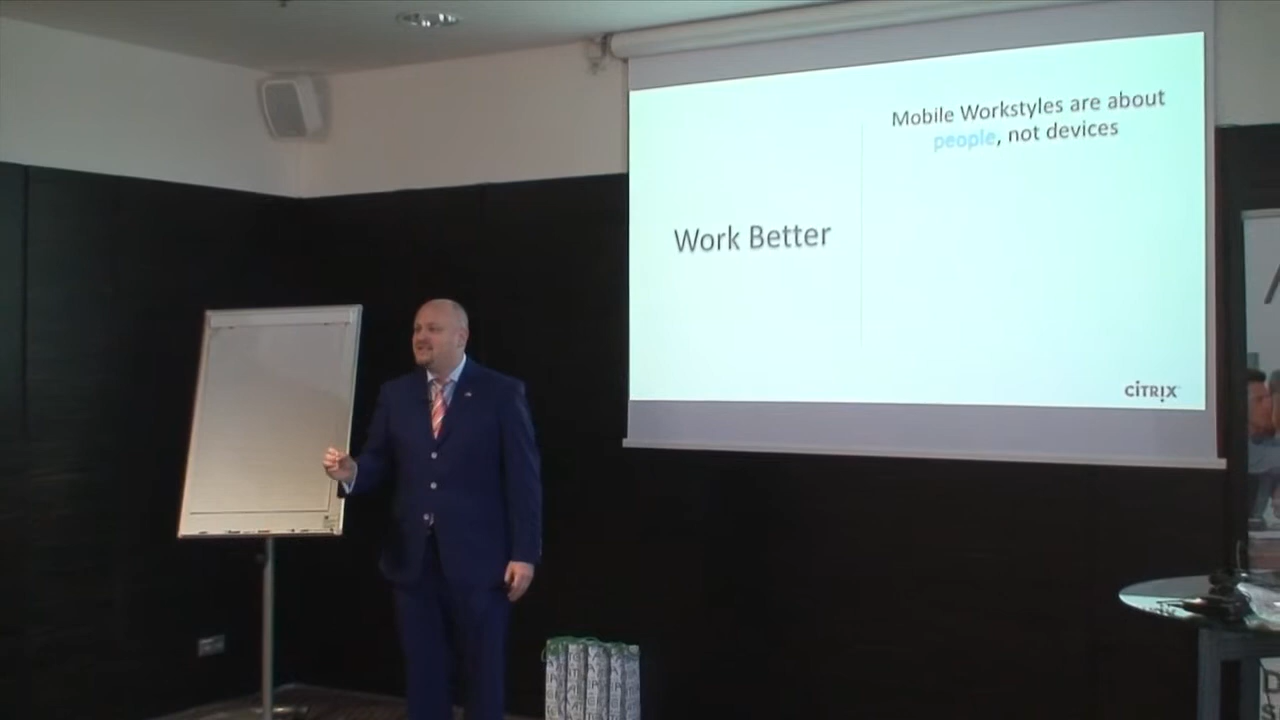 Mobile Workstyles are about
people, not devices
Work Better
CiTRIX